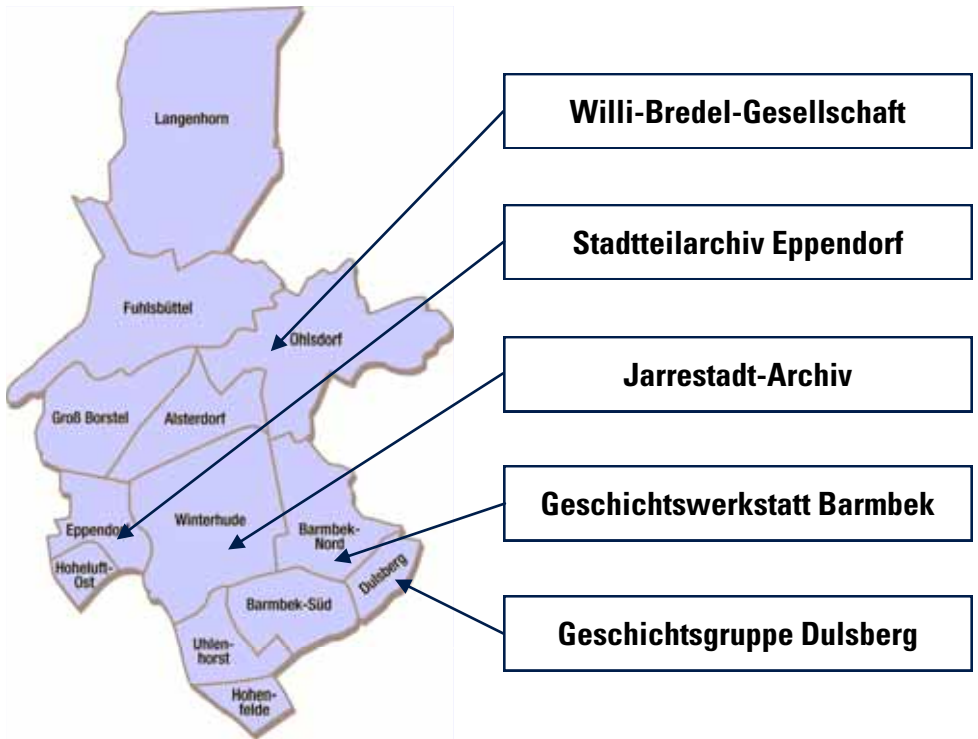 Langenhorn
Fuhlsbüttel
Ohlsdorf
Groß Borstel
Alsterdorf
Eppendo
Winterhude
Barmbek-
Nord
Hoheluft-
Ost
Dulsberg
Barmbek-Süd
Uhlen-
horst
Hohen-
felde
Willi-Bredel-Gesellschaft
Stadtteilarchiv Eppendorf
Jarrestadt-Archiv
Geschichtswerkstatt Barmbek
Geschichtsgruppe Dulsberg